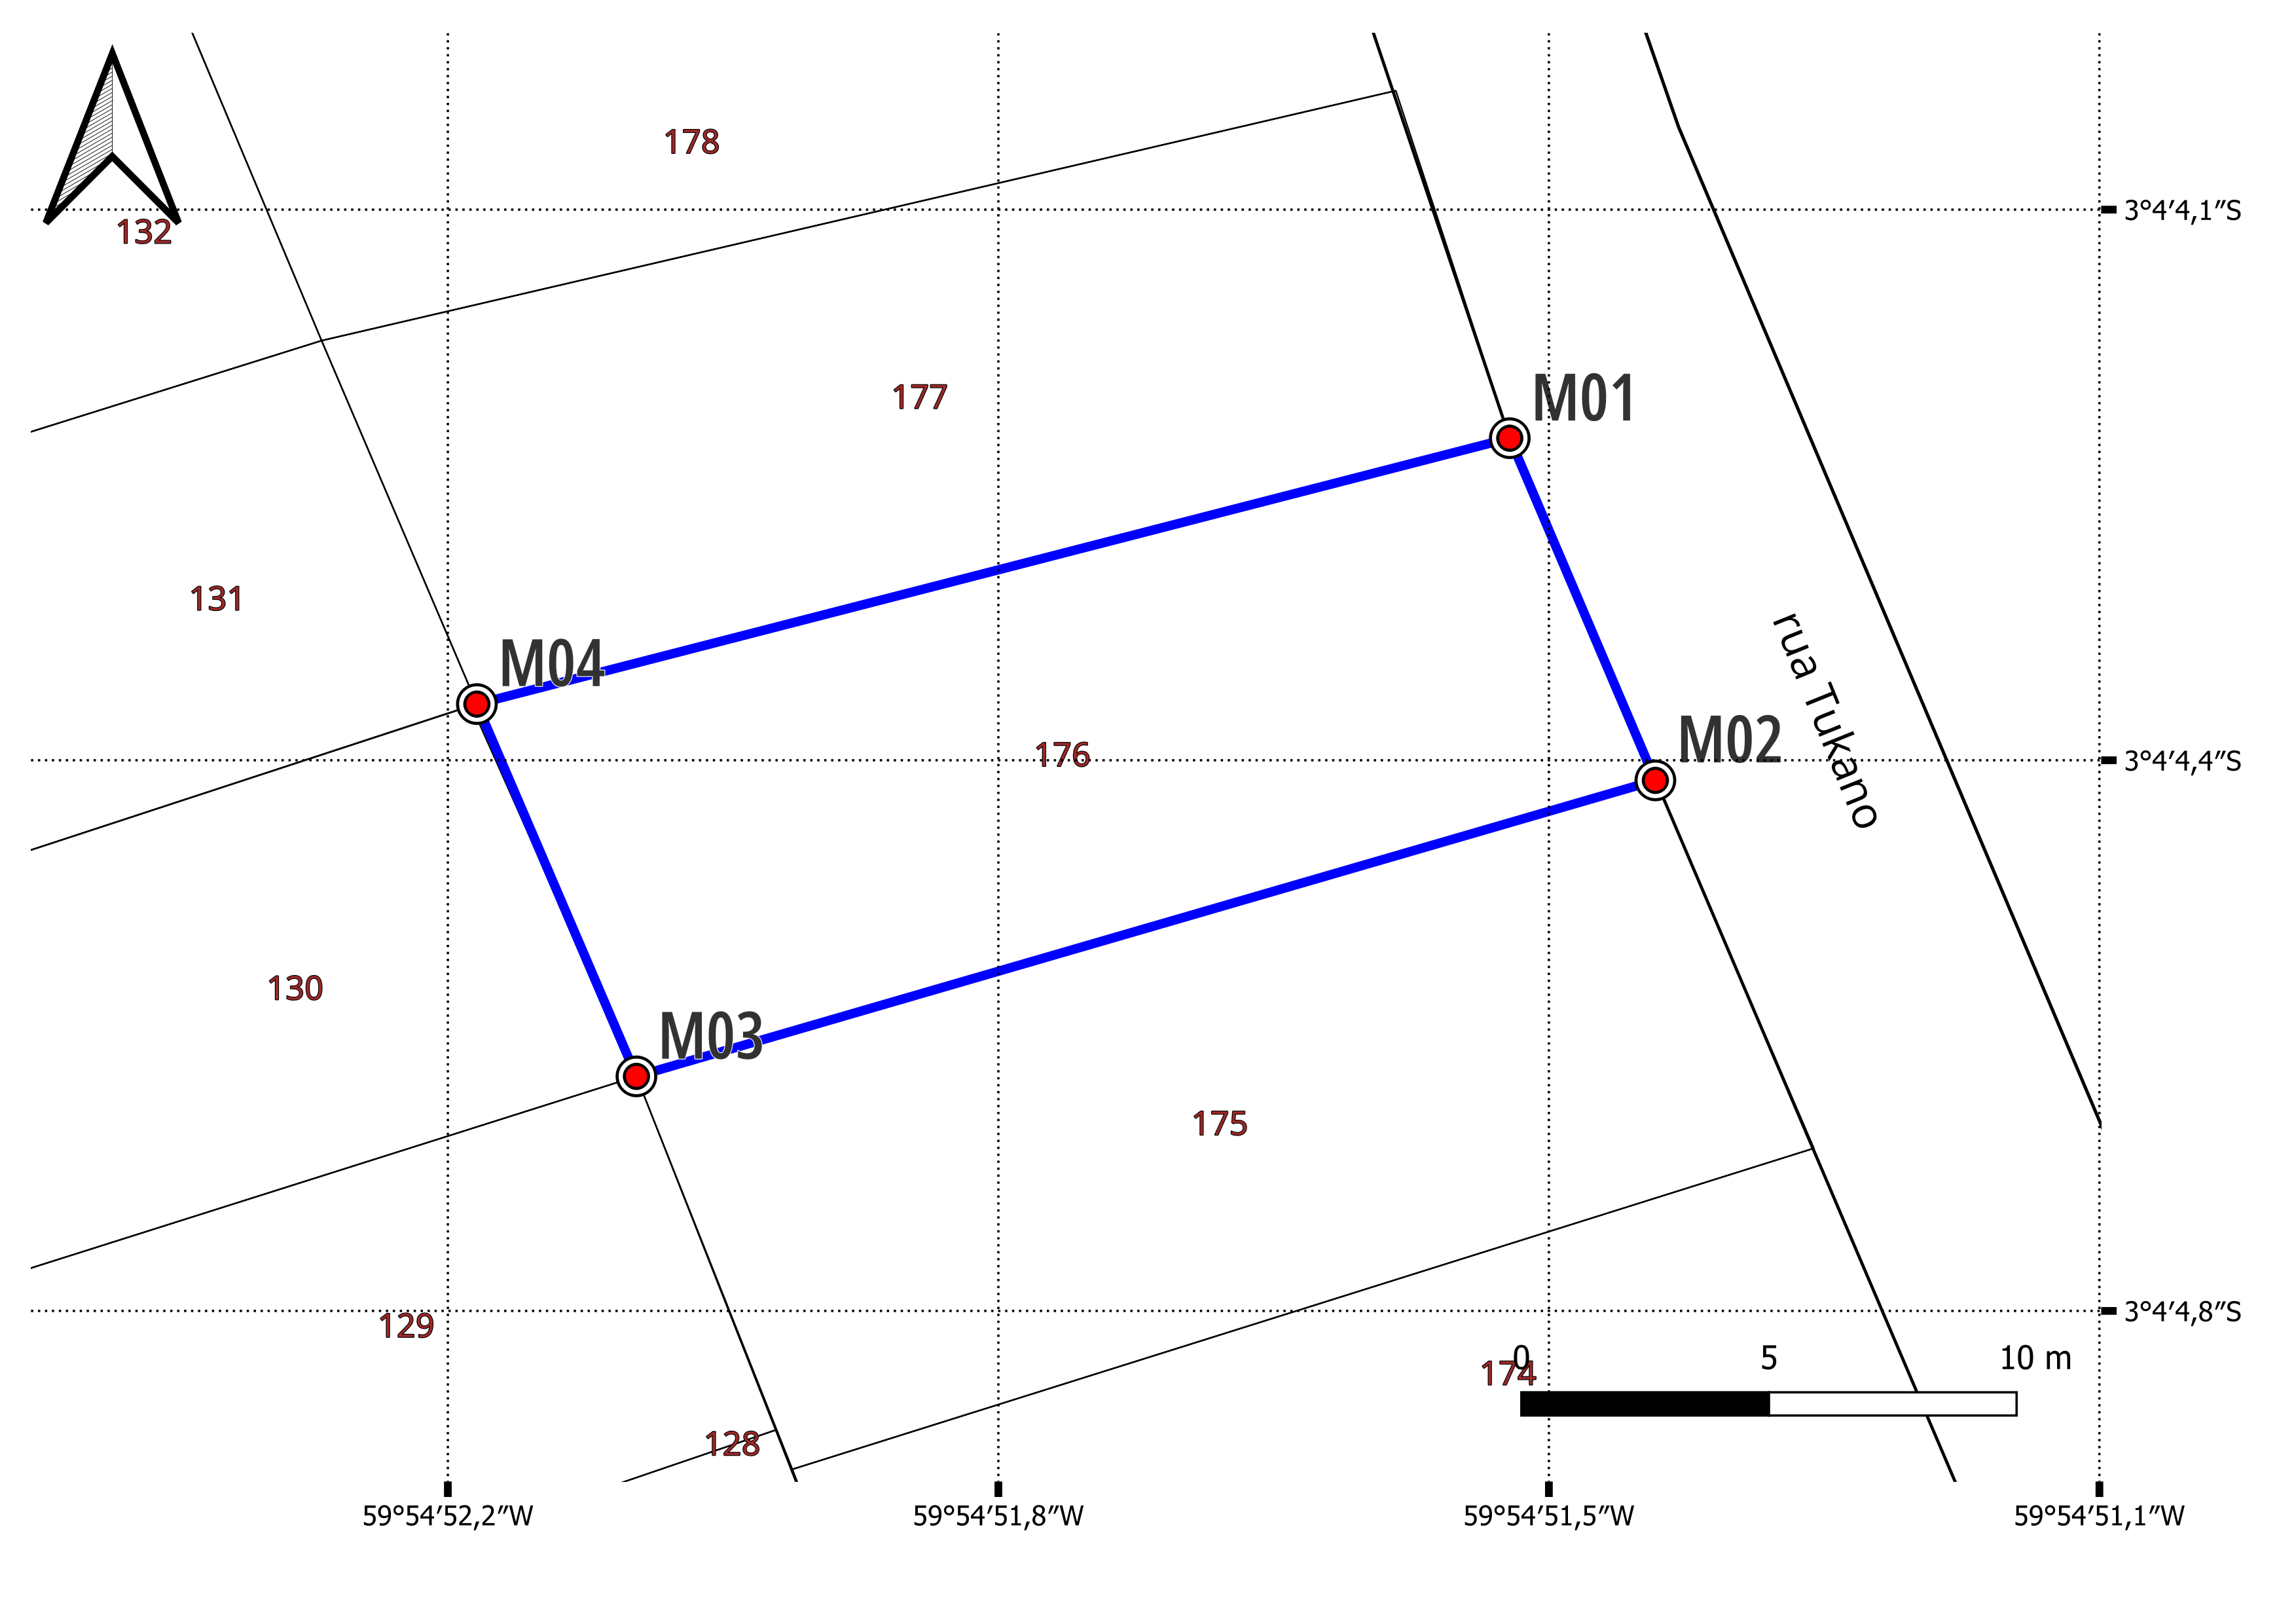 178
3°4′4,1″S
132
177
M01
131
M04
rua Tukano
M02
176
3°4′4,4″S
130
M03
175
3°4′4,8″S
129
0 5 10 m
174
128
59°54′52,2″W 59°54′51,8″W 59°54′51,5″W 59°54′51,1″W